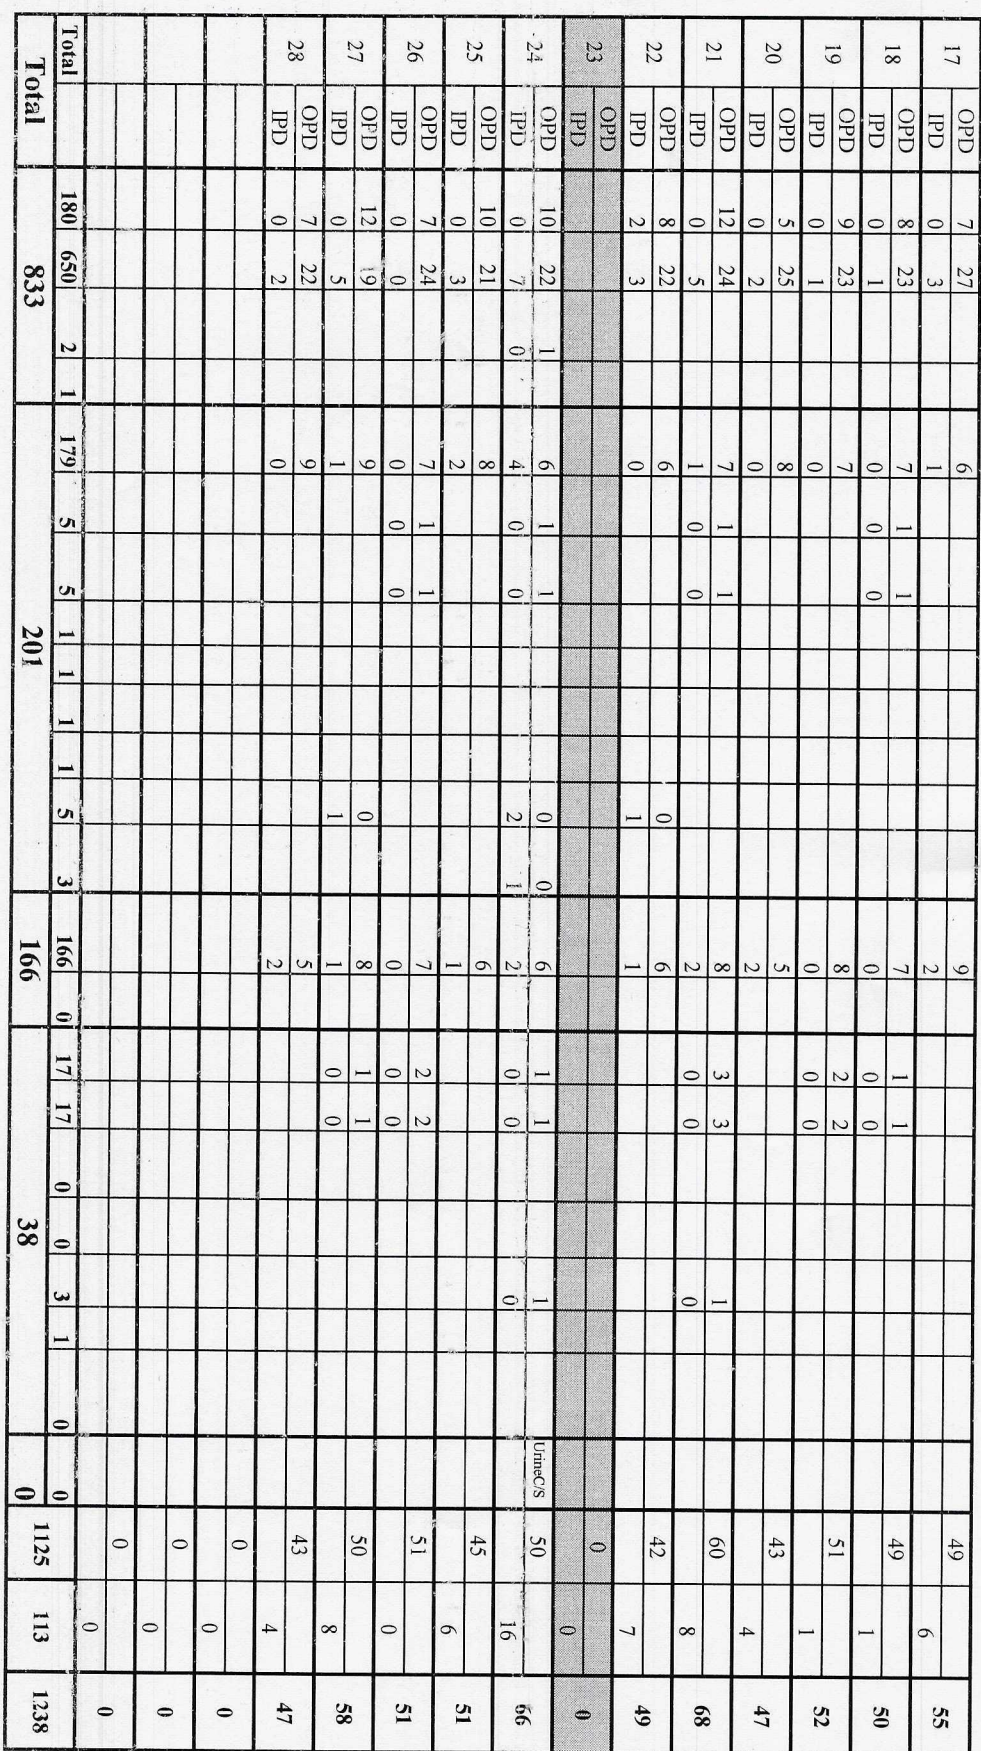 17 OPD 7 27 6 9 49 55
IPD 0 3 1 2 6
18 OPD 8 23 7 1 1 7 1 1 49 50
IPD 0 1 0 0 0 0 0 0 1
19 OPD 9 23 7 8 2 2 51 52
IPD 0 1 0 0 0 0 1
20 OPD 5 25 8 5 43 47
IPD 0 2 0 2 4
21 OPD 12 24 7 1 1 8 3 3 1 60 68
IPD 0 5 1 0 0 2 0 0 0 8
22 OPD 8 22 6 0 6 42 49
IPD 2 3 0 1 1 7
23 OPD 0 0
IPD 0
24 OPD 10 22 1 6 1 1 0 0 6 1 1 1 UrineC/S 50 66
IPD 0 7 0 4 0 0 2 1 2 0 0 0 16
25 OPD 10 21 8 6 45 51
IPD 0 3 2 1 6
26 OPD 7 24 7 1 1 7 2 2 51 51
IPD 0 0 0 0 0 0 0 0 0
27 OPD 12 19 9 0 8 1 1 50 58
IPD 0 5 1 1 1 0 0 8
28 OPD 7 22 9 5 43 47
IPD 0 2 0 2 4
0 0
0
0 0
0
0 0
0
Total 180 650 2 1 179 5 5 1 1 1 1 5 3 166 0 17 17 0 0 3 1 0 0 1125 113 1238
Total 833 201 166 38 0